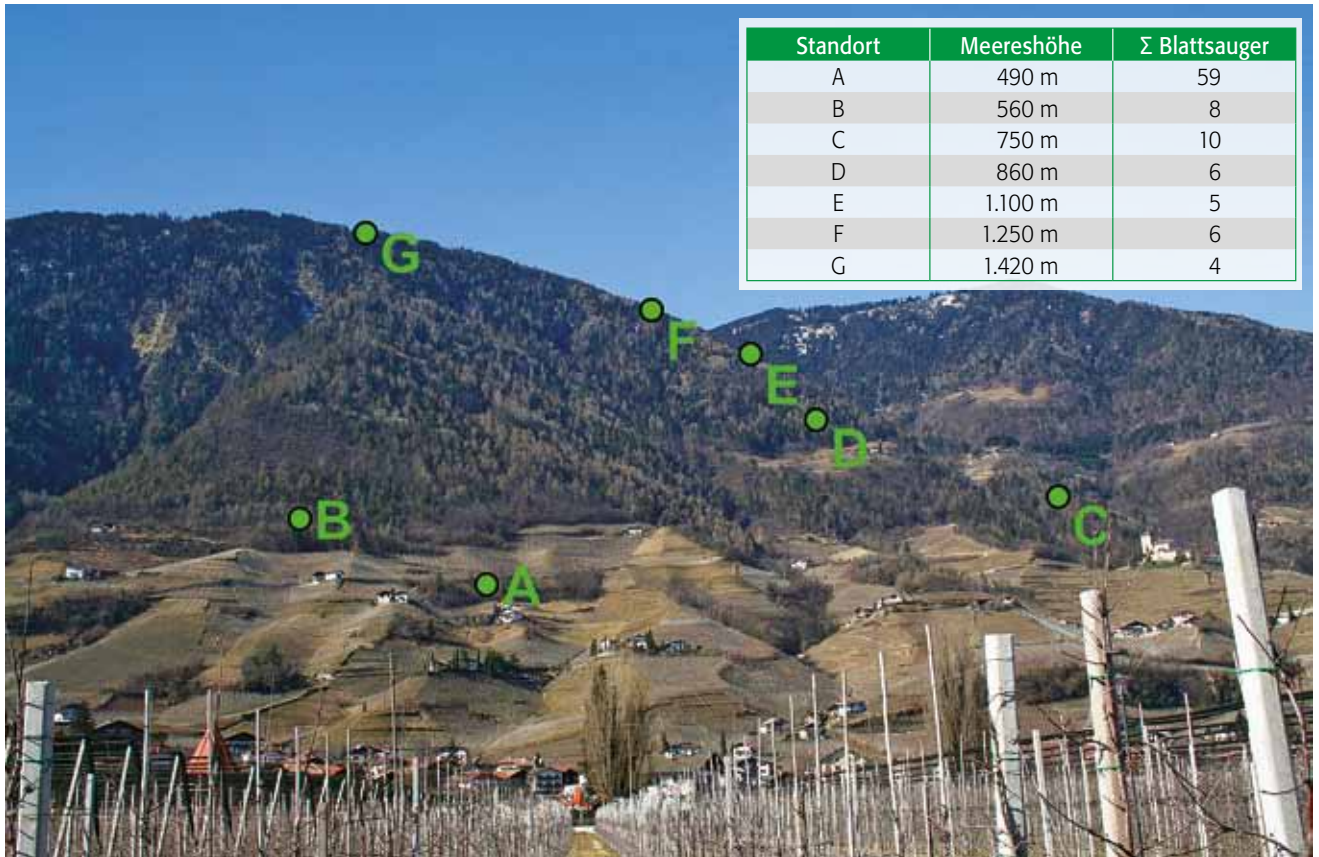 Standort Meereshöhe Σ Blattsauger
A 490 m 59
B 560 m 8
C 750 m 10
D 860 m 6
E 1.100 m 5
F 1.250 m 6
G 1.420 m 4
G
F
E
D
C
B
A